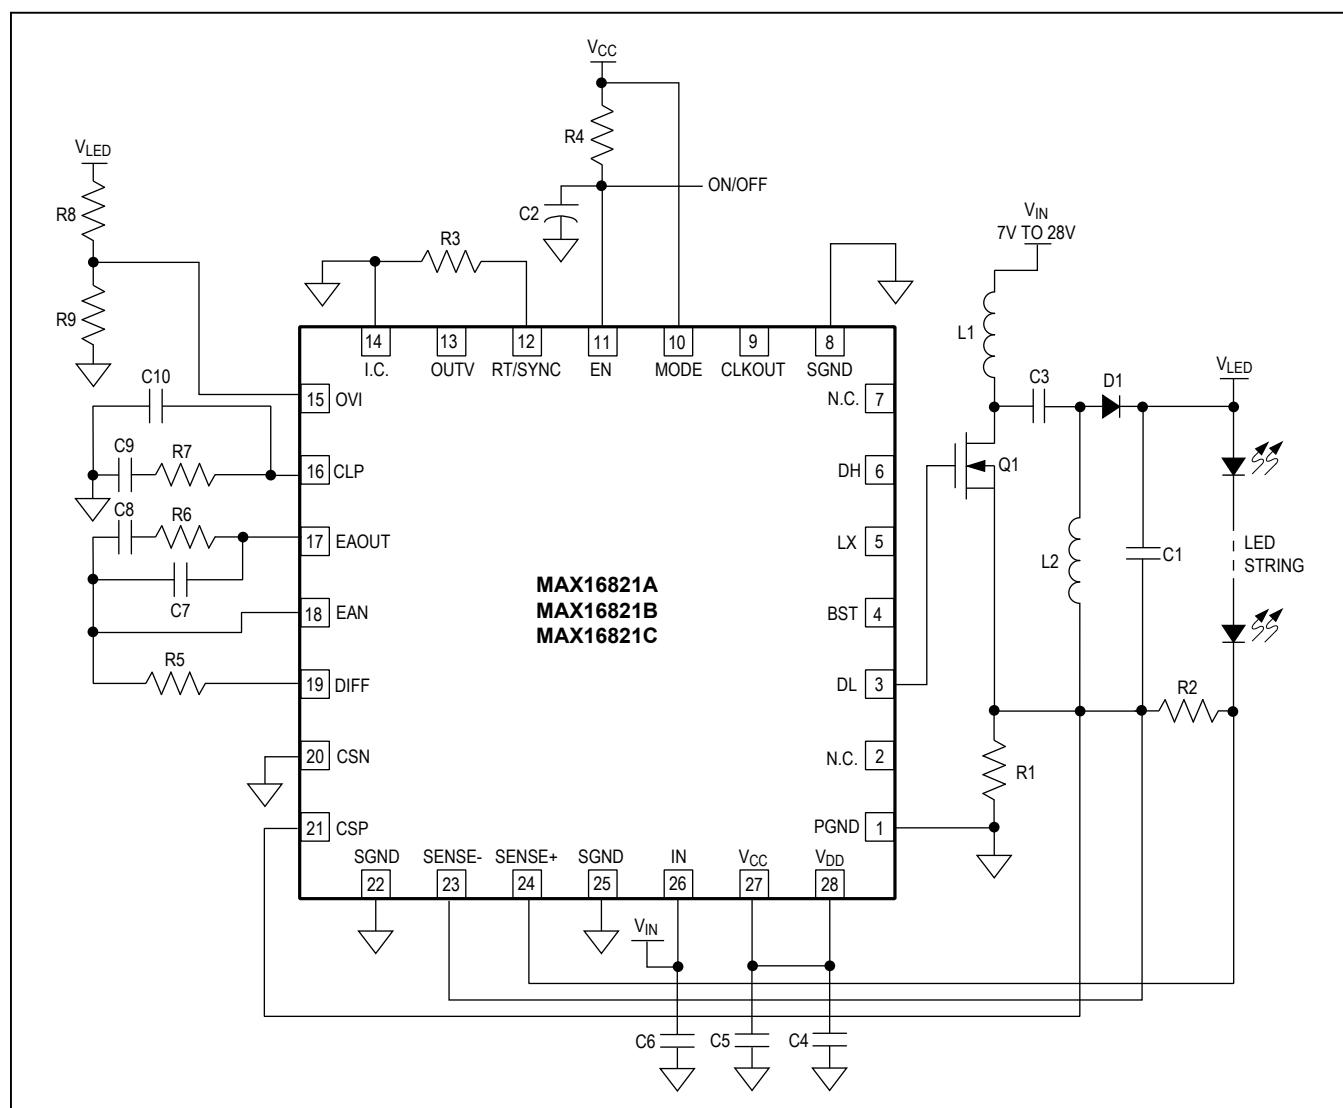 VCC
R4
ON/OFF
C2
VLED
R8
R9
R3
VIN
7V TO 28V
L1
14
13
12
11
10
9
8
I.C.
OUTV
RT/SYNC
EN
MODE
CLKOUT
SGND
C10
15
OVI
N.C.
7
C3
D1
VLED
C9
R7
16
CLP
DH
6
Q1
C8
R6
17
EAOUT
LX
5
L2
C1
LED
STRING
C7
MAX16821A
MAX16821B
MAX16821C
18
EAN
BST
4
R5
19
DIFF
DL
3
R2
20
CSN
N.C.
2
R1
21
CSP
PGND
1
SGND
SENSE-
SENSE+
SGND
IN
VCC
VDD
22
23
24
25
26
27
28
VIN
C6
C5
C4